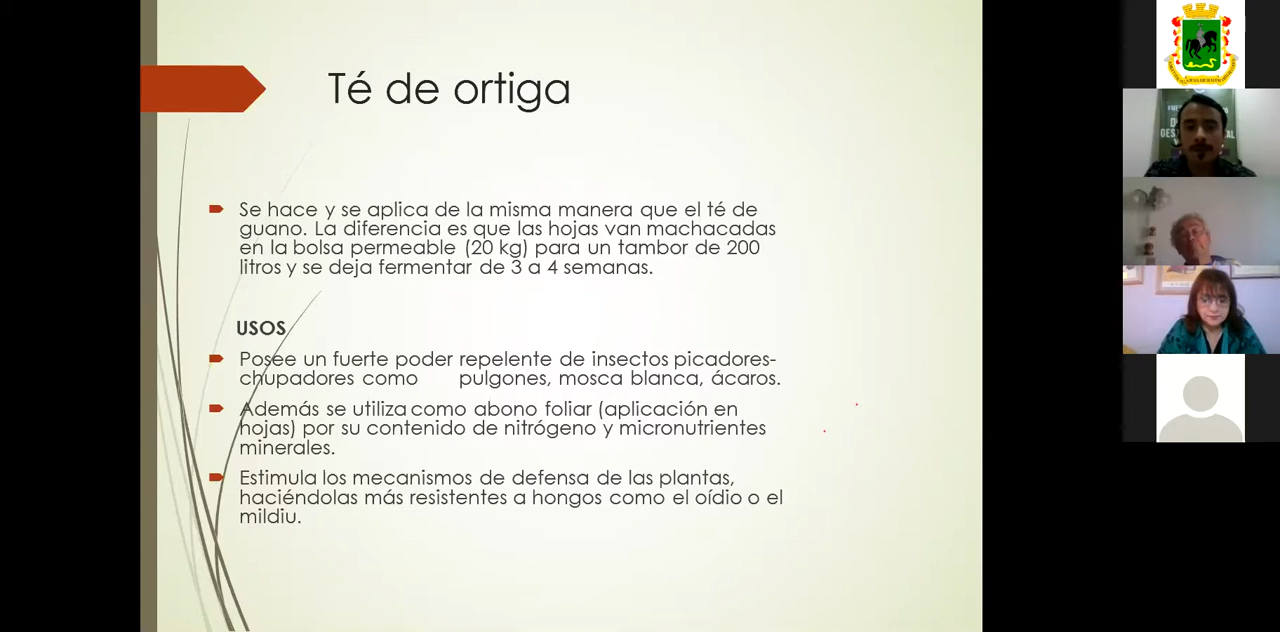 Té de ortiga
Se hace y se aplica de la misma manera que el té de
guano. La diferencia es que las hojas van machacadas
en la bolsa permeable (20 kg) para un tambor de 200
litros y se deja fermentar de 3 a 4 semanas.
USOS
Posee un fuerte poder repelente de insectos picadores-
chupadores como pulgones, mosca blanca, ácaros.
Además se utiliza como abono foliar (aplicación en
hojas) por su contenido de nitrógeno y micronutrientes
minerales.
Estimula los mecanismos de defensa de las plantas,
haciéndolas más resistentes a hongos como el oídio o el
mildiu.